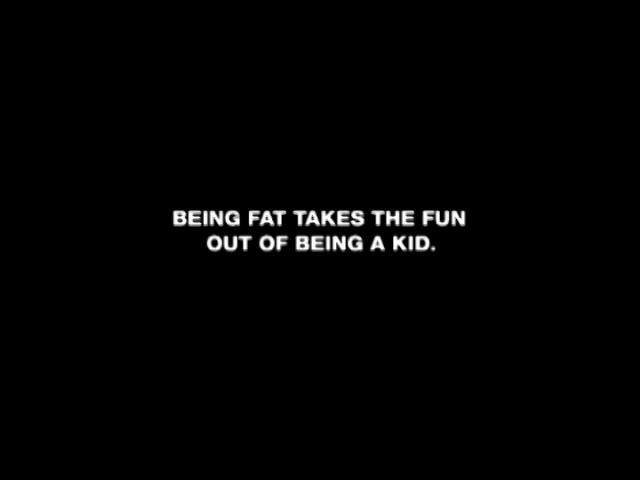 BEING FAT TAKES THE FUN
OUT OF BEING A KID.